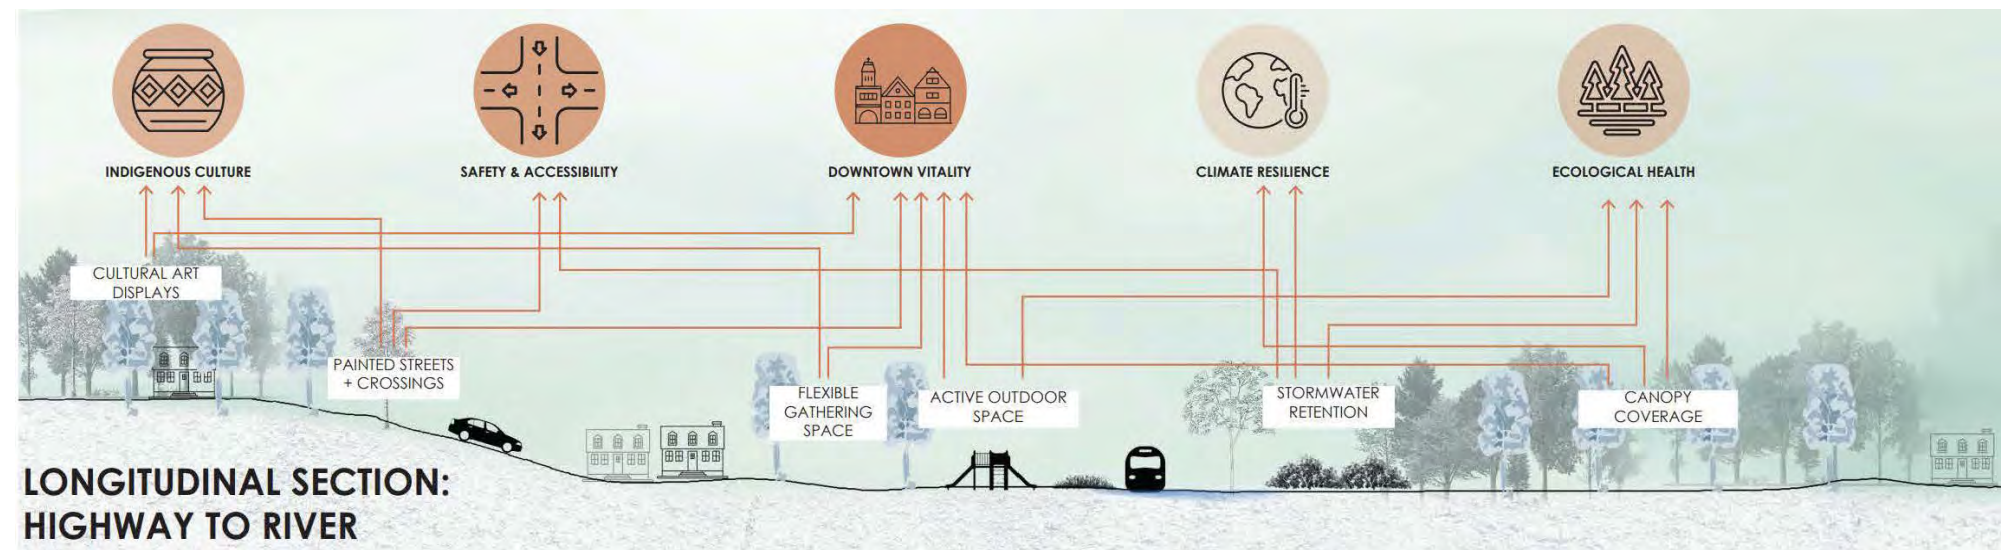 INDIGENOUS CULTURE
SAFETY & ACCESSIBILITY
DOWNTOWN VITALITY
CLIMATE RESILIENCE
ECOLOGICAL HEALTH
CULTURAL ART
DISPLAYS
PAINTED STREETS
+ CROSSINGS
FLEXIBLE
GATHERING
SPACE
ACTIVE OUTDOOR
SPACE
STORMWATER
RETENTION
CANOPY
COVERAGE
LONGITUDINAL SECTION:
HIGHWAY TO RIVER